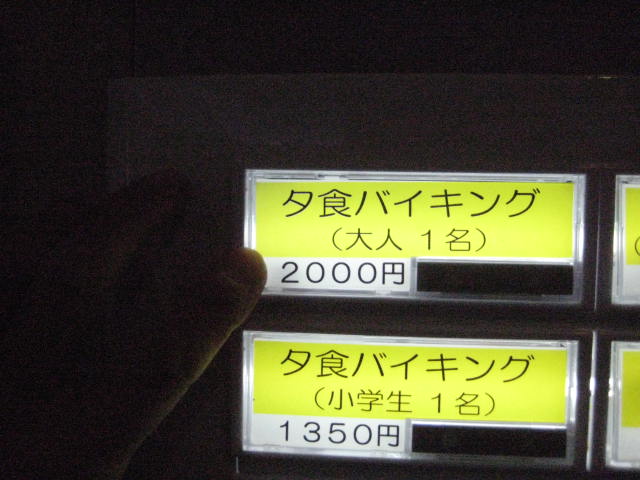 夕食バイキング
（大人 1名）
2000円
夕食バイキング
（小学生 1名）
1350円